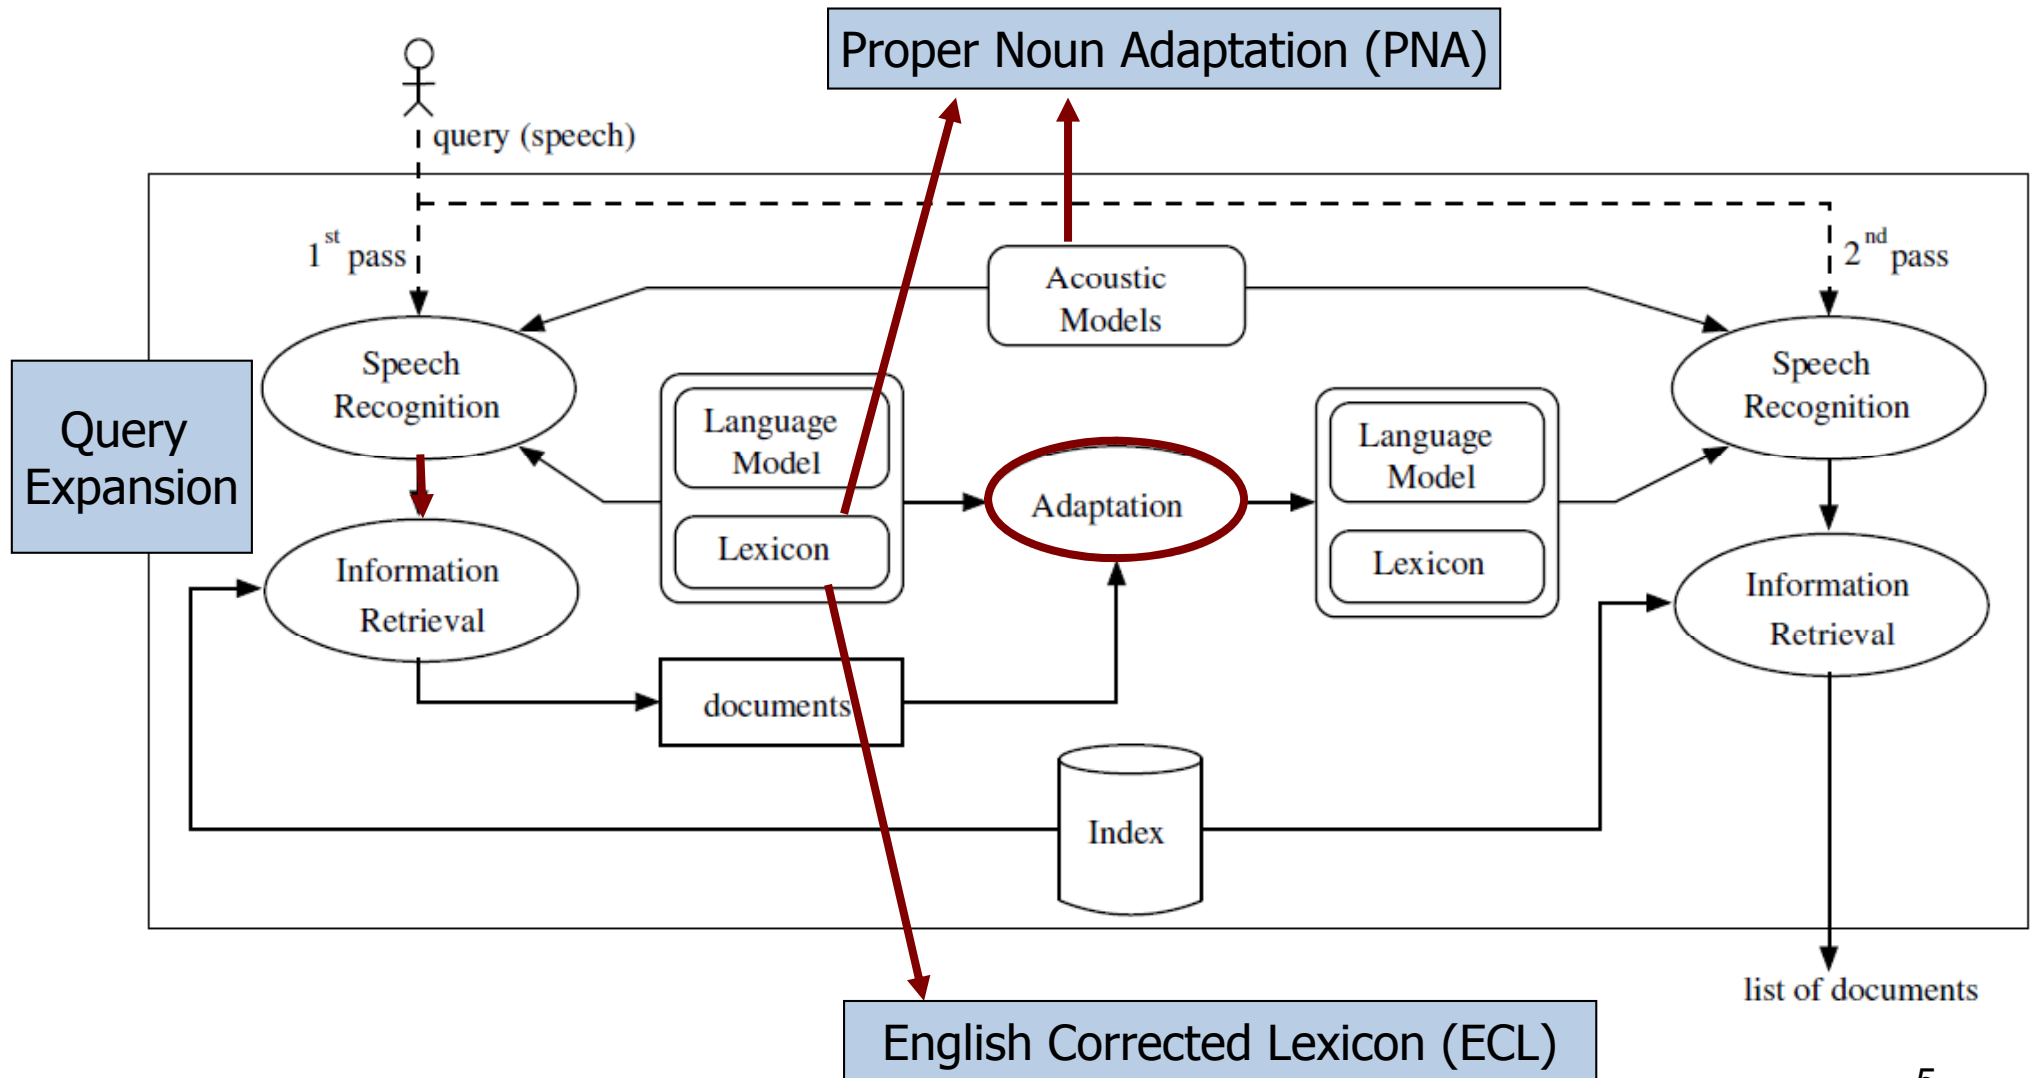 Proper Noun Adaptation (PNA)
query (speech)
1st pass
2nd pass
Acoustic
Models
Speech
Recognition
Speech
Recognition
Query
Expansion
Language
Model
Lexicon
Adaptation
Language
Model
Lexicon
Information
Retrieval
Information
Retrieval
documents
Index
list of documents
English Corrected Lexicon (ECL)
5